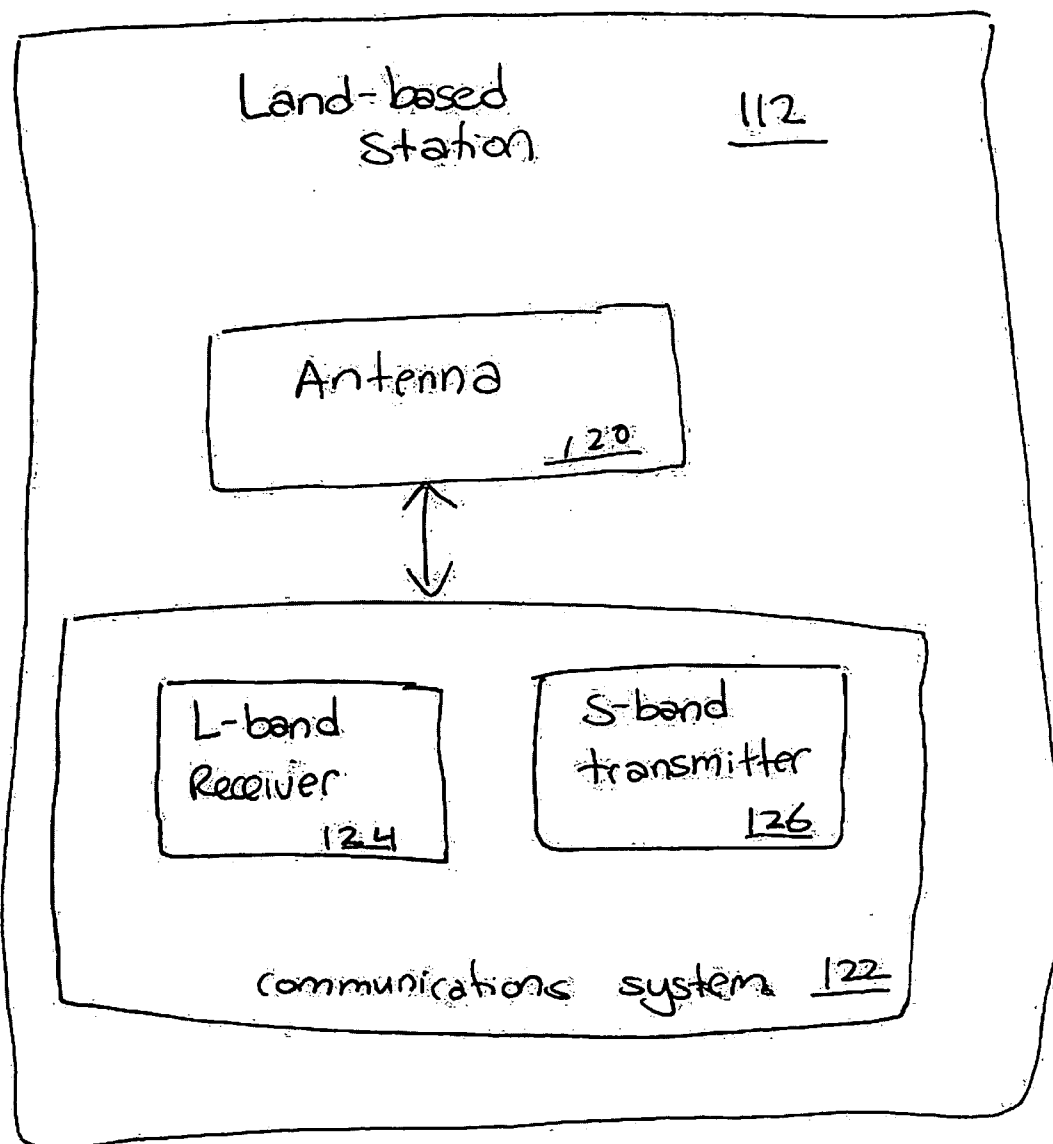 Land-based 112
Station
Antenna
120
L-band
Receiver
124
S-band
transmitter
126
communications system 122